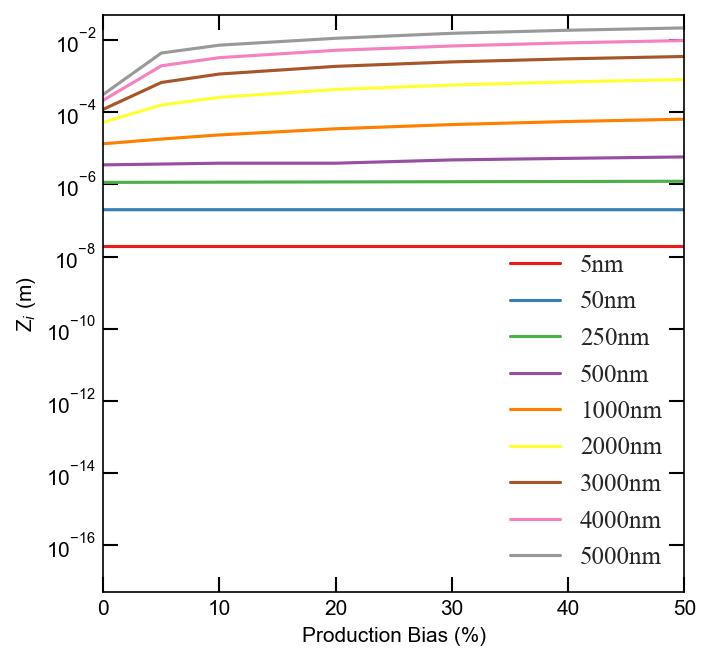 10⁻²
10⁻⁴
10⁻⁶
10⁻⁸
10⁻¹⁰
10⁻¹²
10⁻¹⁴
10⁻¹⁶
Zᵢ (m)
5nm
50nm
250nm
500nm
1000nm
2000nm
3000nm
4000nm
5000nm
0 10 20 30 40 50
Production Bias (%)